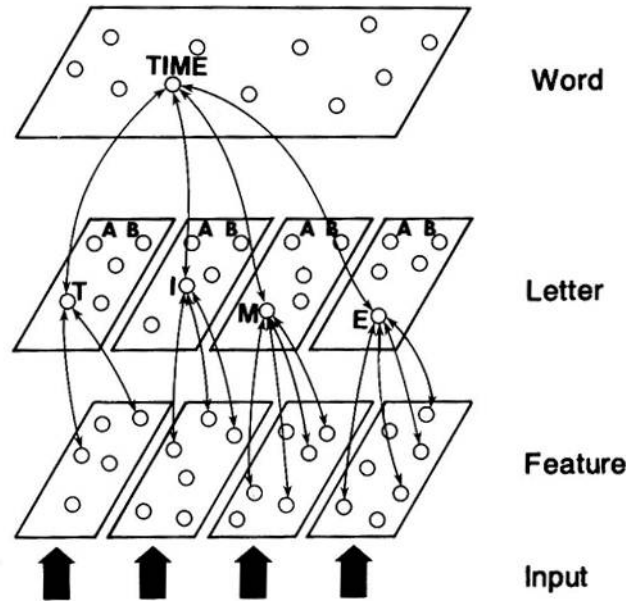 TIME
Word
A B A B A B A B
T I M E
Letter
Feature
Input